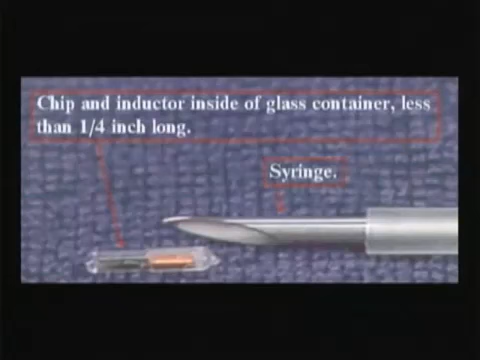 Chip and inductor inside of glass container, less
than 1/4 inch long.
Syringe.